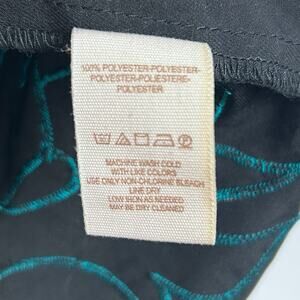 100% POLYESTER-POLYESTER-
POLYESTER-POLIESTERE-
POLYESTER
MACHINE WASH COLD
WITH LIKE COLORS
USE ONLY NON-CHLORINE BLEACH
LINE DRY
LOW IRON AS NEEDED
MAY BE DRY CLEANED